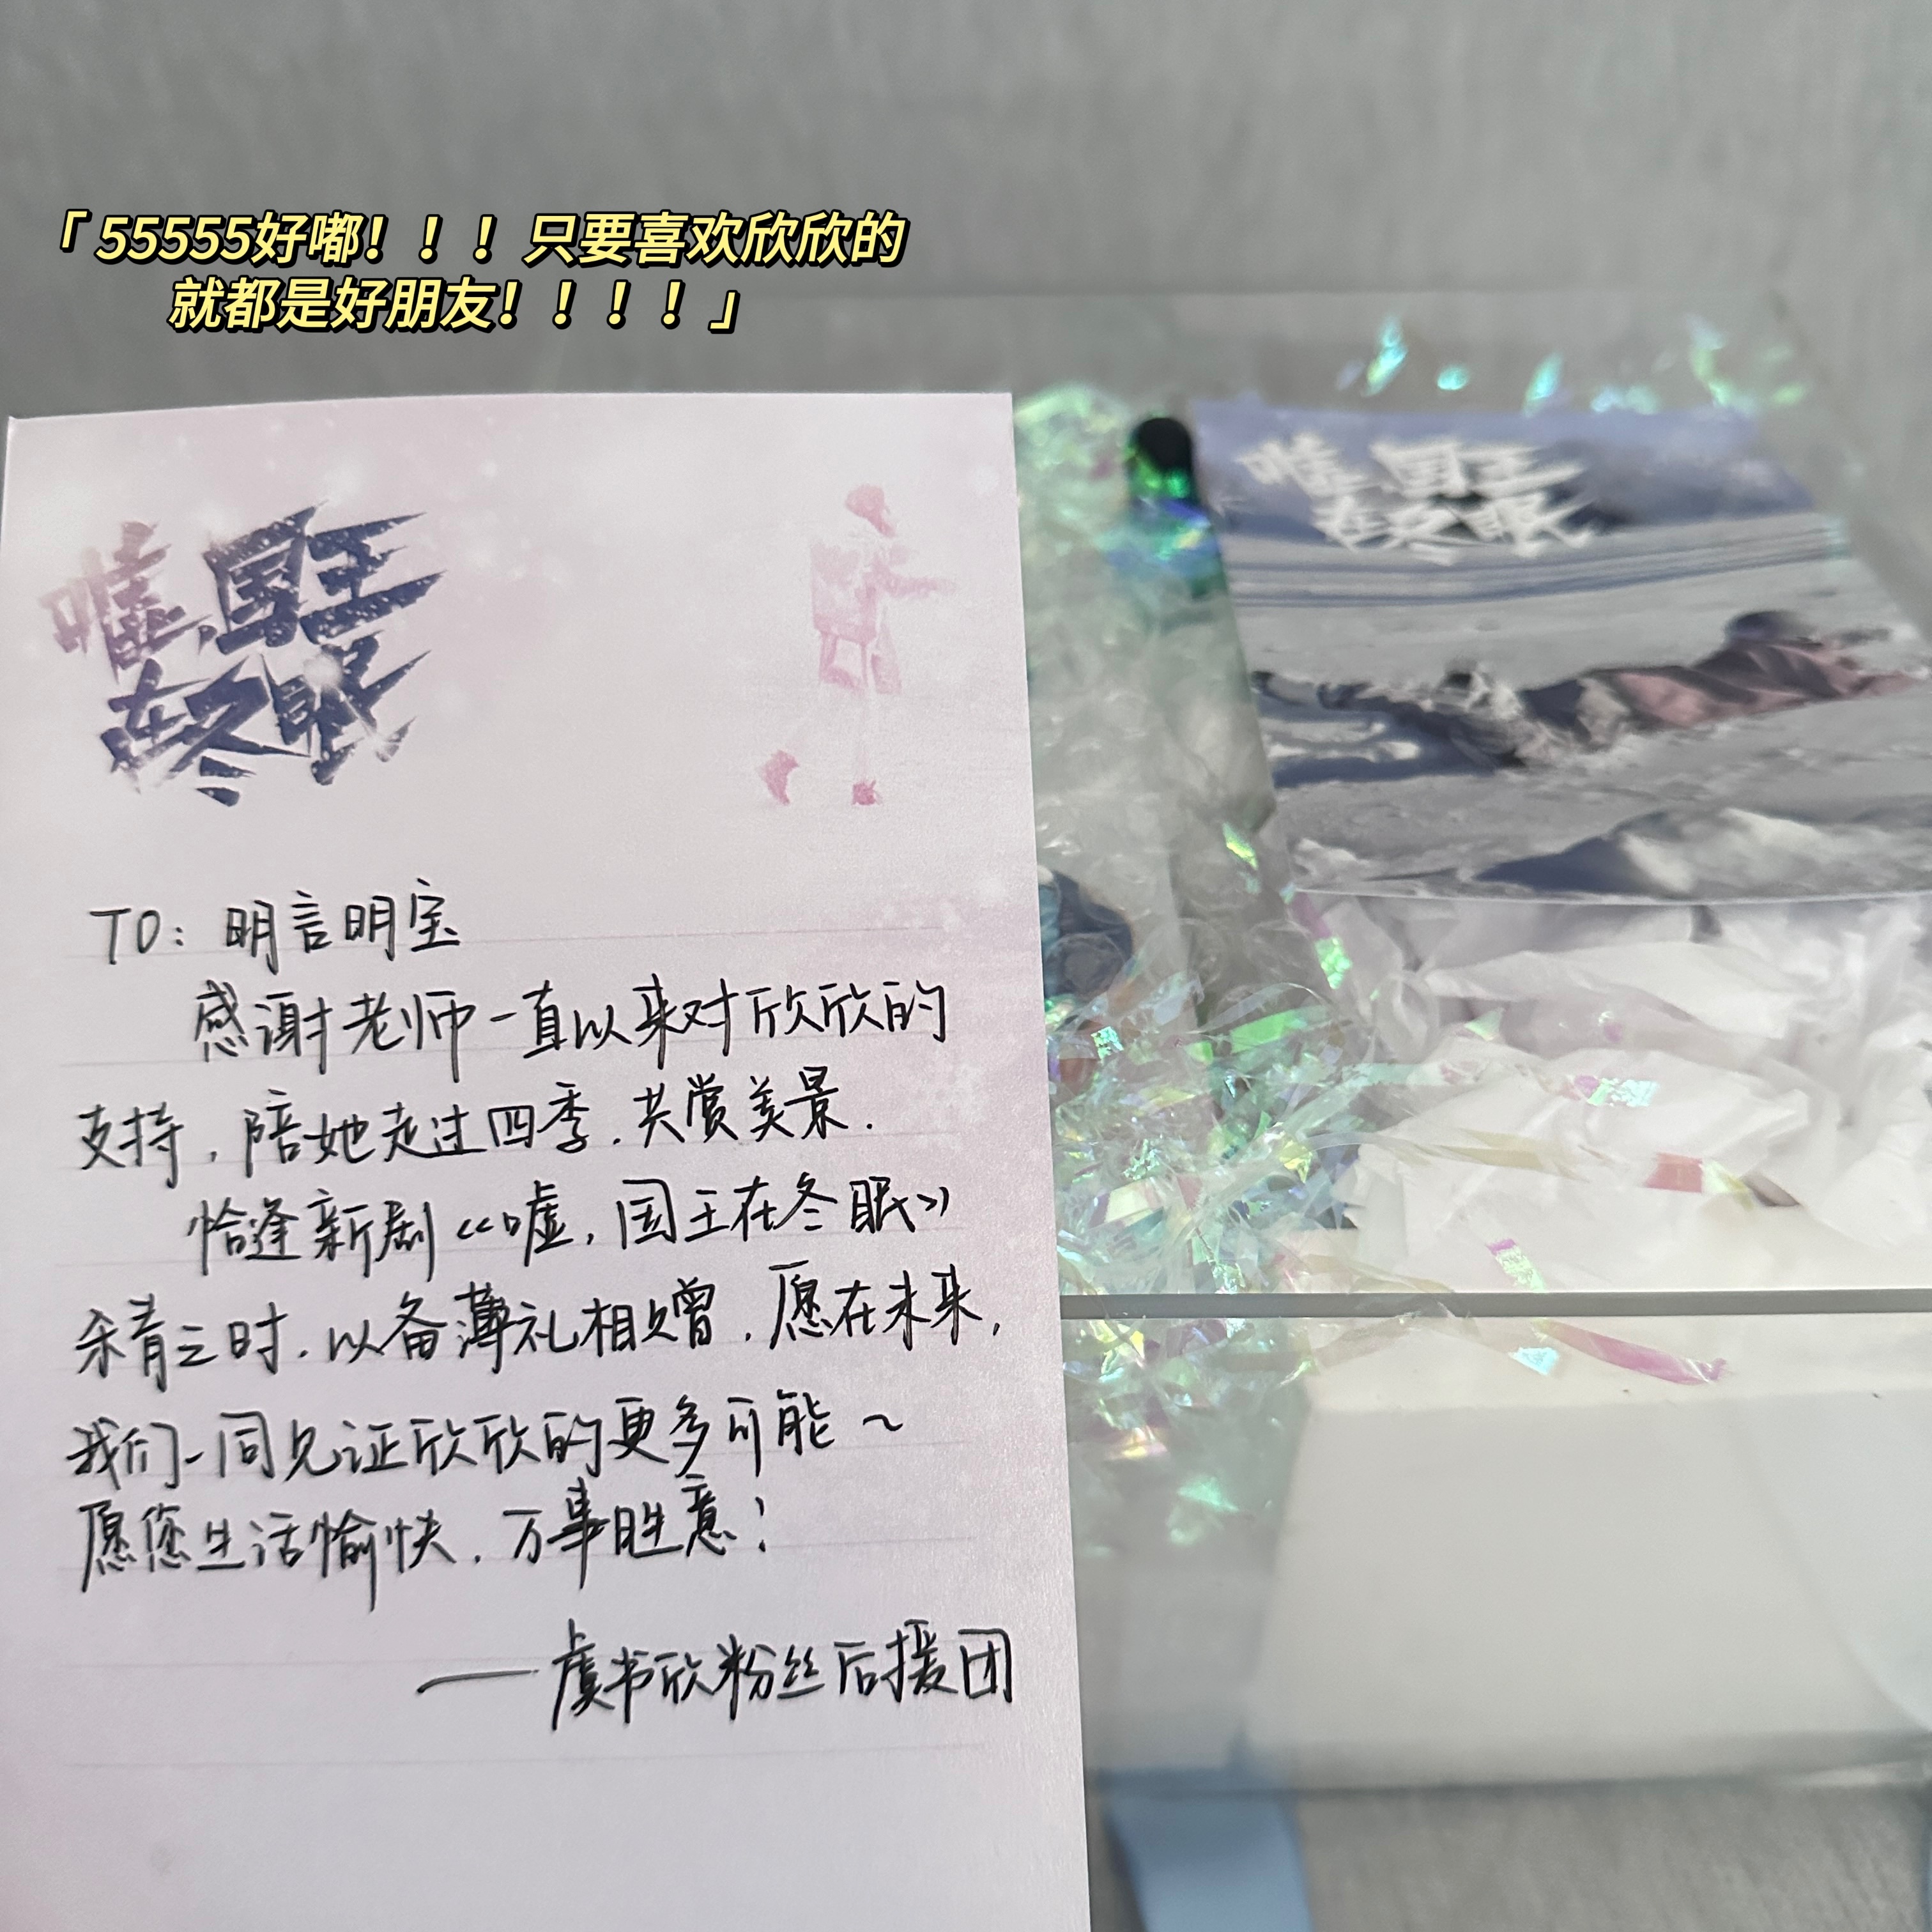 「 55555好嘟！！！ 只要喜欢欣欣的
就都是好朋友！！！！」
嘘,国王
在冬眠
嘘,国王
在冬眠
TO: 明言明宝
感谢老师一直以来对欣欣的
支持,陪她走过四季,共赏美景.
恰逢新剧《嘘,国王在冬眠》
杀青之时,以备薄礼相赠,愿在未来,
我们一同见证欣欣的更多可能~
愿您生活愉快,万事胜意!
——虞书欣粉丝后援团